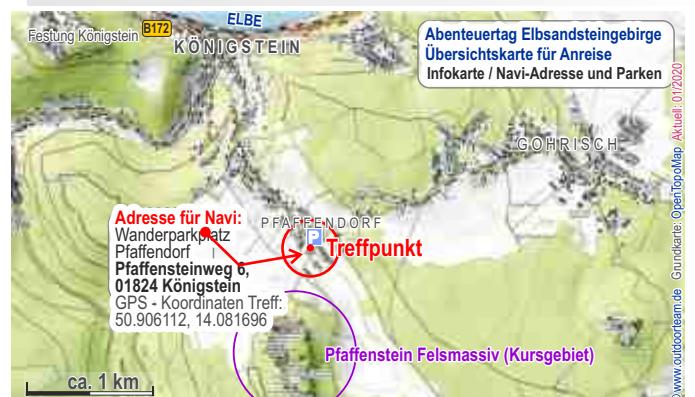 ELBE
B172
Festung Königstein
KÖNIGSTEIN
Abenteuertag Elbsandsteingebirge
Übersichtskarte für Anreise
Infokarte / Navi-Adresse und Parken
GOHRISCH
Adresse für Navi:
Wanderparkplatz
Pfaffendorf
Pfaffensteinweg 6,
01824 Königstein
GPS - Koordinaten Treff:
50.906112, 14.081696
PFAFFENDORF
P
Treffpunkt
Pfaffenstein Felsmassiv (Kursgebiet)
ca. 1 km
©www.outdoorteam.de Grundkarte: OpenTopoMap Aktuell: 01/2020